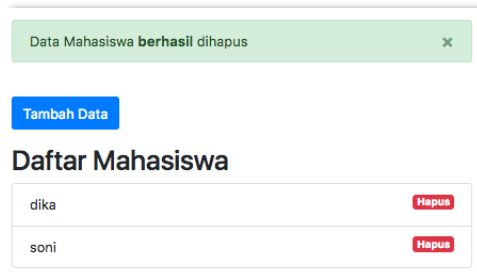 Data Mahasiswa berhasil dihapus ×
Tambah Data
Daftar Mahasiswa
dika Hapus
soni Hapus